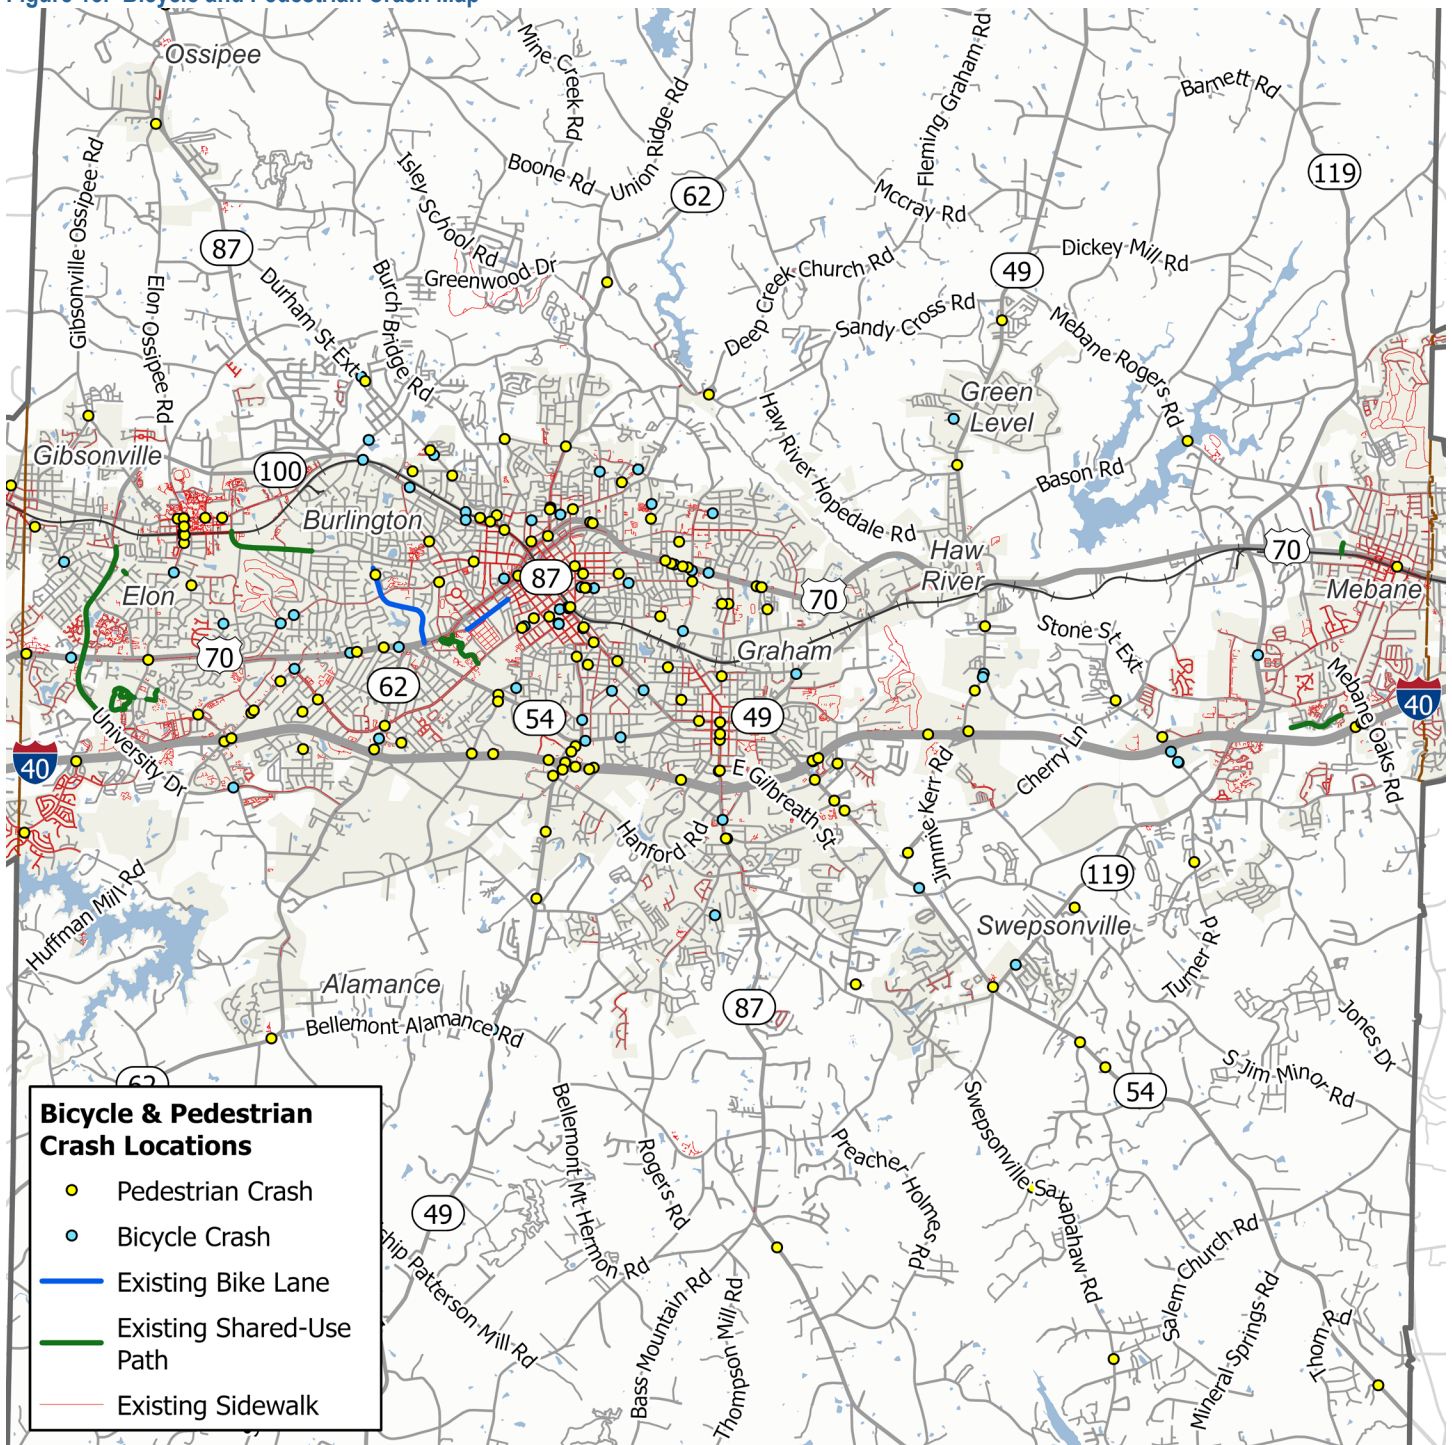 Ossipee
Mine Creek Rd
Union Ridge Rd
Fleming Graham Rd
Barnett Rd
Gibsonville Ossipee Rd
Isley School Rd
Boone Rd
62
Mccray Rd
119
87
Greenwood Dr
Deep Creek Church Rd
Dickey Mill Rd
49
Elon Ossipee Rd
Durham St Ext
Burch Bridge Rd
Sandy Cross Rd
Mebane Rogers Rd
Green
Level
Gibsonville
100
Haw River Hopedale Rd
Bason Rd
Burlington
Haw
River
70
Mebane
Elon
87
70
70
Graham
Stone St Ext
62
54
49
Mebane Oaks Rd
40
University Dr
40
E Gilbreath St
Jimmie Kerr Rd
Cherry Ln
Hanford Rd
119
Huffman Mill Rd
Swepsonville
Turner Rd
Alamance
87
Bellemont Alamance Rd
Jones Dr
62
54
S Jim Minor Rd
Bellemont Mt Hermon Rd
Rogers Rd
Preacher Holmes Rd
Swepsonville Saxapahaw Rd
49
ship Patterson Mill Rd
Bass Mountain Rd
Thompson Mill Rd
Salem Church Rd
Mineral Springs Rd
Thom Rd
Bicycle & Pedestrian
Crash Locations
Pedestrian Crash
Bicycle Crash
Existing Bike Lane
Existing Shared-Use
Path
Existing Sidewalk